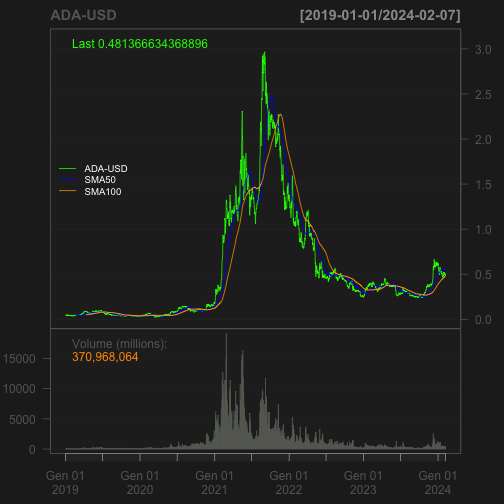 ADA-USD [2019-01-01/2024-02-07]
Last 0.481366634368896
3.0
2.5
2.0
ADA-USD
SMA50
SMA100
1.5
1.0
0.5
0.0
Volume (millions):
370,968,064
15000
10000
5000
0
Gen 01 Gen 01 Gen 01 Gen 01 Gen 01 Gen 01
2019 2020 2021 2022 2023 2024